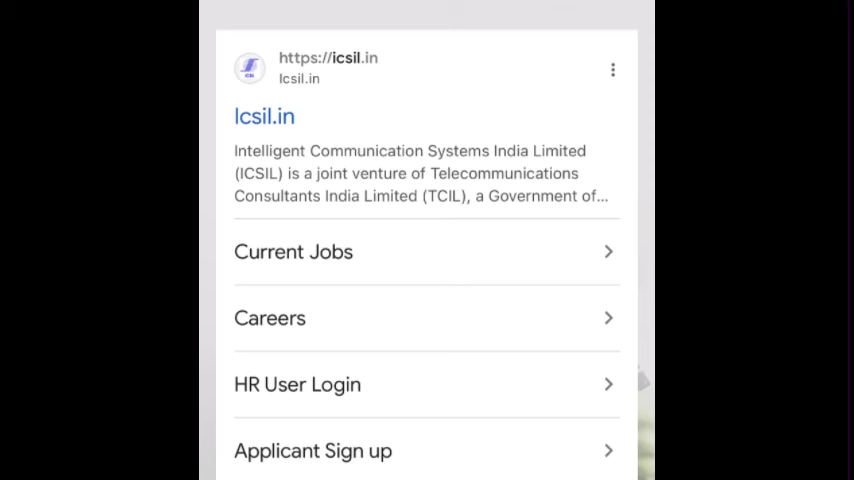 https://icsil.in
Icsil.in
Icsil.in
Intelligent Communication Systems India Limited
(ICSIL) is a joint venture of Telecommunications
Consultants India Limited (TCIL), a Government of...
Current Jobs
Careers
HR User Login
Applicant Sign up